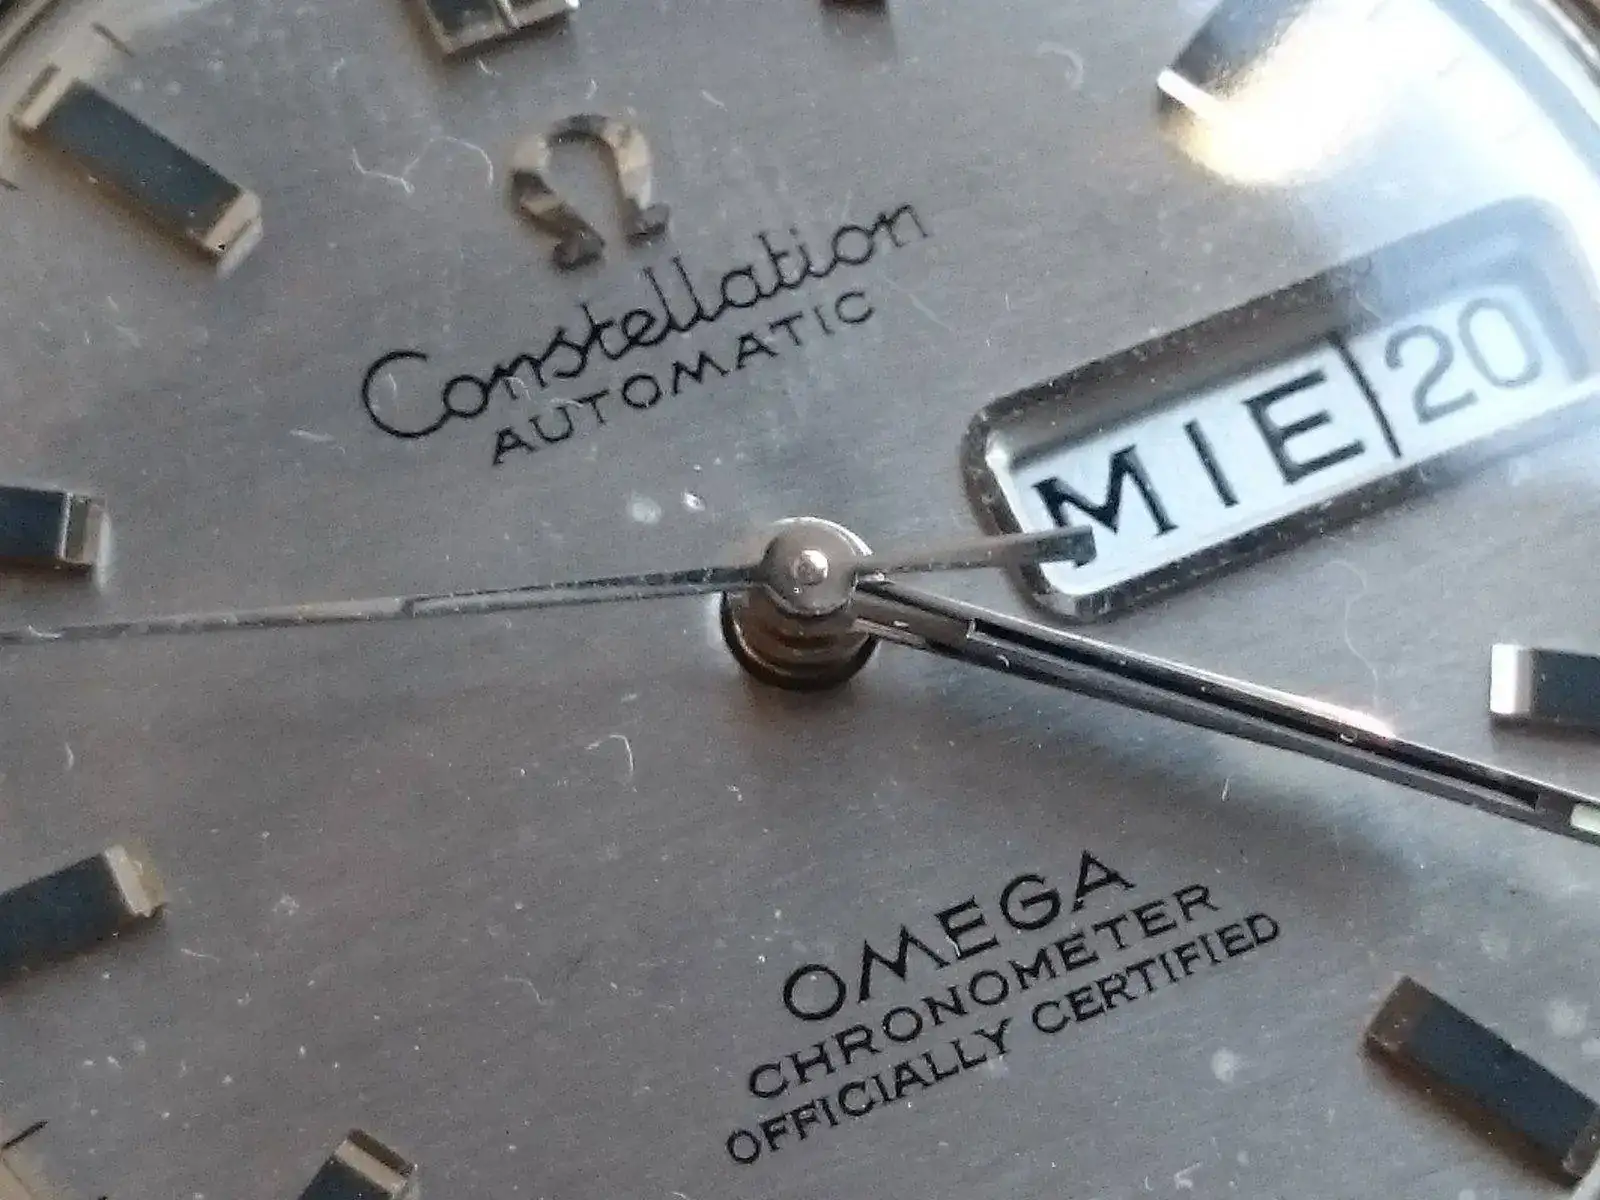 Ω
Constellation
AUTOMATIC
MIE 20
OMEGA
CHRONOMETER
OFFICIALLY CERTIFIED